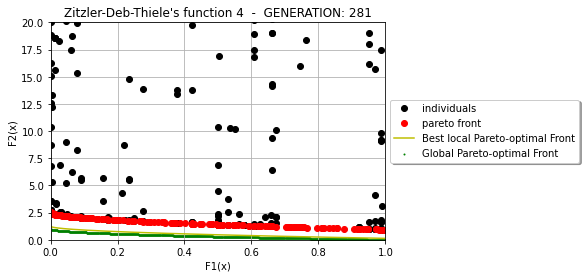 Zitzler-Deb-Thiele's function 4 - GENERATION: 281
20.0
17.5
15.0
12.5
10.0
7.5
5.0
2.5
0.0
F2(x)
0.0 0.2 0.4 0.6 0.8 1.0
F1(x)
individuals
pareto front
Best local Pareto-optimal Front
Global Pareto-optimal Front